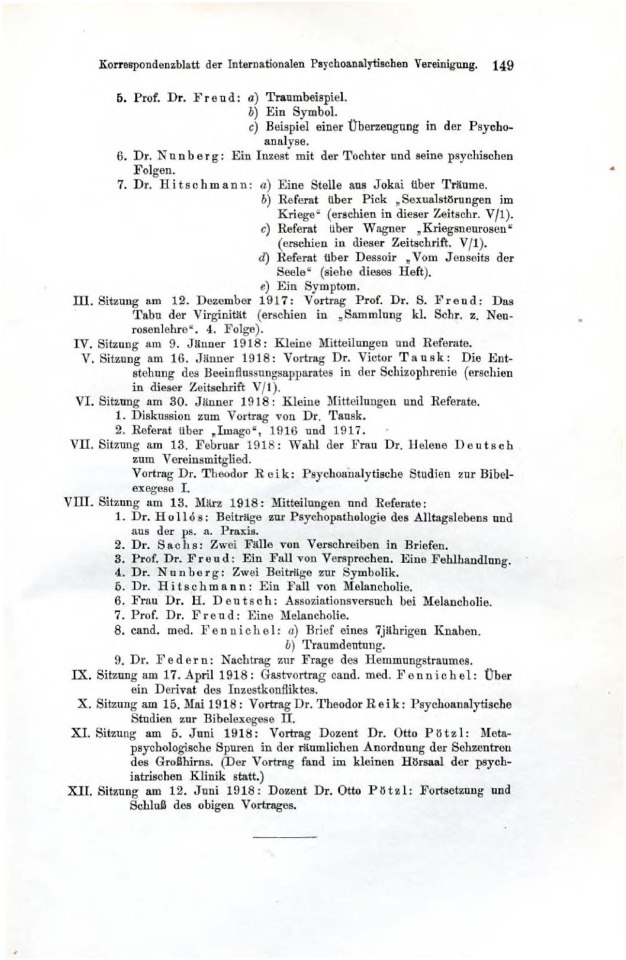 Korrespondenzblatt der Internationalen Psychoanalytischen Vereinigung. 149
5. Prof. Dr. Freud: a) Traumbeispiel.
b) Ein Symbol.
c) Beispiel einer Überzeugung in der Psycho-
analyse.
6. Dr. Nunberg: Ein Inzest mit der Tochter und seine psychischen
Folgen.
7. Dr. Hitschmann: a) Eine Stelle aus Jokai über Träume.
b) Referat über Pick „Sexualstörungen im
Kriege“ (erschien in dieser Zeitschr. V/1).
c) Referat über Wagner „Kriegsneurosen“
(erschien in dieser Zeitschrift. V/1).
d) Referat über Dessoir „Vom Jenseits der
Seele“ (siehe dieses Heft).
e) Ein Symptom.
III. Sitzung am 12. Dezember 1917: Vortrag Prof. Dr. S. Freud: Das
Tabu der Virginität (erschien in „Sammlung kl. Schr. z. Neu-
rosenlehre“. 4. Folge).
IV. Sitzung am 9. Jänner 1918: Kleine Mitteilungen und Referate.
V. Sitzung am 16. Jänner 1918: Vortrag Dr. Victor Tausk: Die Ent-
stehung des Beeinflussungsapparates in der Schizophrenie (erschien
in dieser Zeitschrift V/1).
VI. Sitzung am 30. Jänner 1918: Kleine Mitteilungen und Referate.
1. Diskussion zum Vortrag von Dr. Tausk.
2. Referat über „Imago“, 1916 und 1917.
VII. Sitzung am 13. Februar 1918: Wahl der Frau Dr. Helene Deutsch
zum Vereinsmitglied.
Vortrag Dr. Theodor Reik: Psychoanalytische Studien zur Bibel-
exegese I.
VIII. Sitzung am 13. März 1918: Mitteilungen und Referate:
1. Dr. Hollós: Beiträge zur Psychopathologie des Alltagslebens und
aus der ps. a. Praxis.
2. Dr. Sachs: Zwei Fälle von Verschreiben in Briefen.
3. Prof. Dr. Freud: Ein Fall von Versprechen. Eine Fehlhandlung.
4. Dr. Nunberg: Zwei Beiträge zur Symbolik.
5. Dr. Hitschmann: Ein Fall von Melancholie.
6. Frau Dr. H. Deutsch: Assoziationsversuch bei Melancholie.
7. Prof. Dr. Freud: Eine Melancholie.
8. cand. med. Fennichel: a) Brief eines 7jährigen Knaben.
b) Traumdeutung.
9. Dr. Federn: Nachtrag zur Frage des Hemmungstraumes.
IX. Sitzung am 17. April 1918: Gastvortrag cand. med. Fennichel: Über
ein Derivat des Inzestkonfliktes.
X. Sitzung am 15. Mai 1918: Vortrag Dr. Theodor Reik: Psychoanalytische
Studien zur Bibelexegese II.
XI. Sitzung am 5. Juni 1918: Vortrag Dozent Dr. Otto Pötzl: Meta-
psychologische Spuren in der räumlichen Anordnung der Sehzentren
des Großhirns. (Der Vortrag fand im kleinen Hörsaal der psych-
iatrischen Klinik statt.)
XII. Sitzung am 12. Juni 1918: Dozent Dr. Otto Pötzl: Fortsetzung und
Schluß des obigen Vortrages.